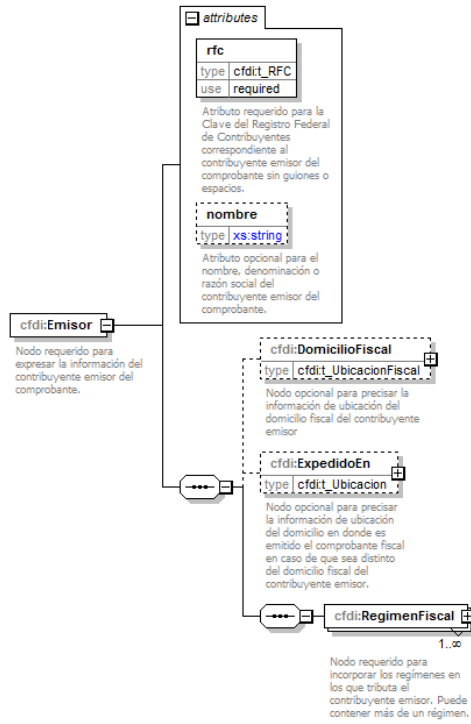 attributes
rfc
type cfdi:t_RFC
use required
Atributo requerido para la
Clave del Registro Federal
de Contribuyentes
correspondiente al
contribuyente emisor del
comprobante sin guiones o
espacios.
nombre
type xs:string
Atributo opcional para el
nombre, denominación o
razón social del
contribuyente emisor del
comprobante.
cfdi:Emisor
Nodo requerido para
expresar la información del
contribuyente emisor del
comprobante.
cfdi:DomicilioFiscal
type cfdi:t_UbicacionFiscal
Nodo opcional para precisar la
información de ubicación del
domicilio fiscal del contribuyente
emisor
cfdi:ExpedidoEn
type cfdi:t_Ubicacion
Nodo opcional para precisar
la información de ubicación
del domicilio en donde es
emitido el comprobante fiscal
en caso de que sea distinto
del domicilio fiscal del
contribuyente emisor.
cfdi:RegimenFiscal
1..∞
Nodo requerido para
incorporar los regímenes en
los que tributa el
contribuyente emisor. Puede
contener más de un régimen.